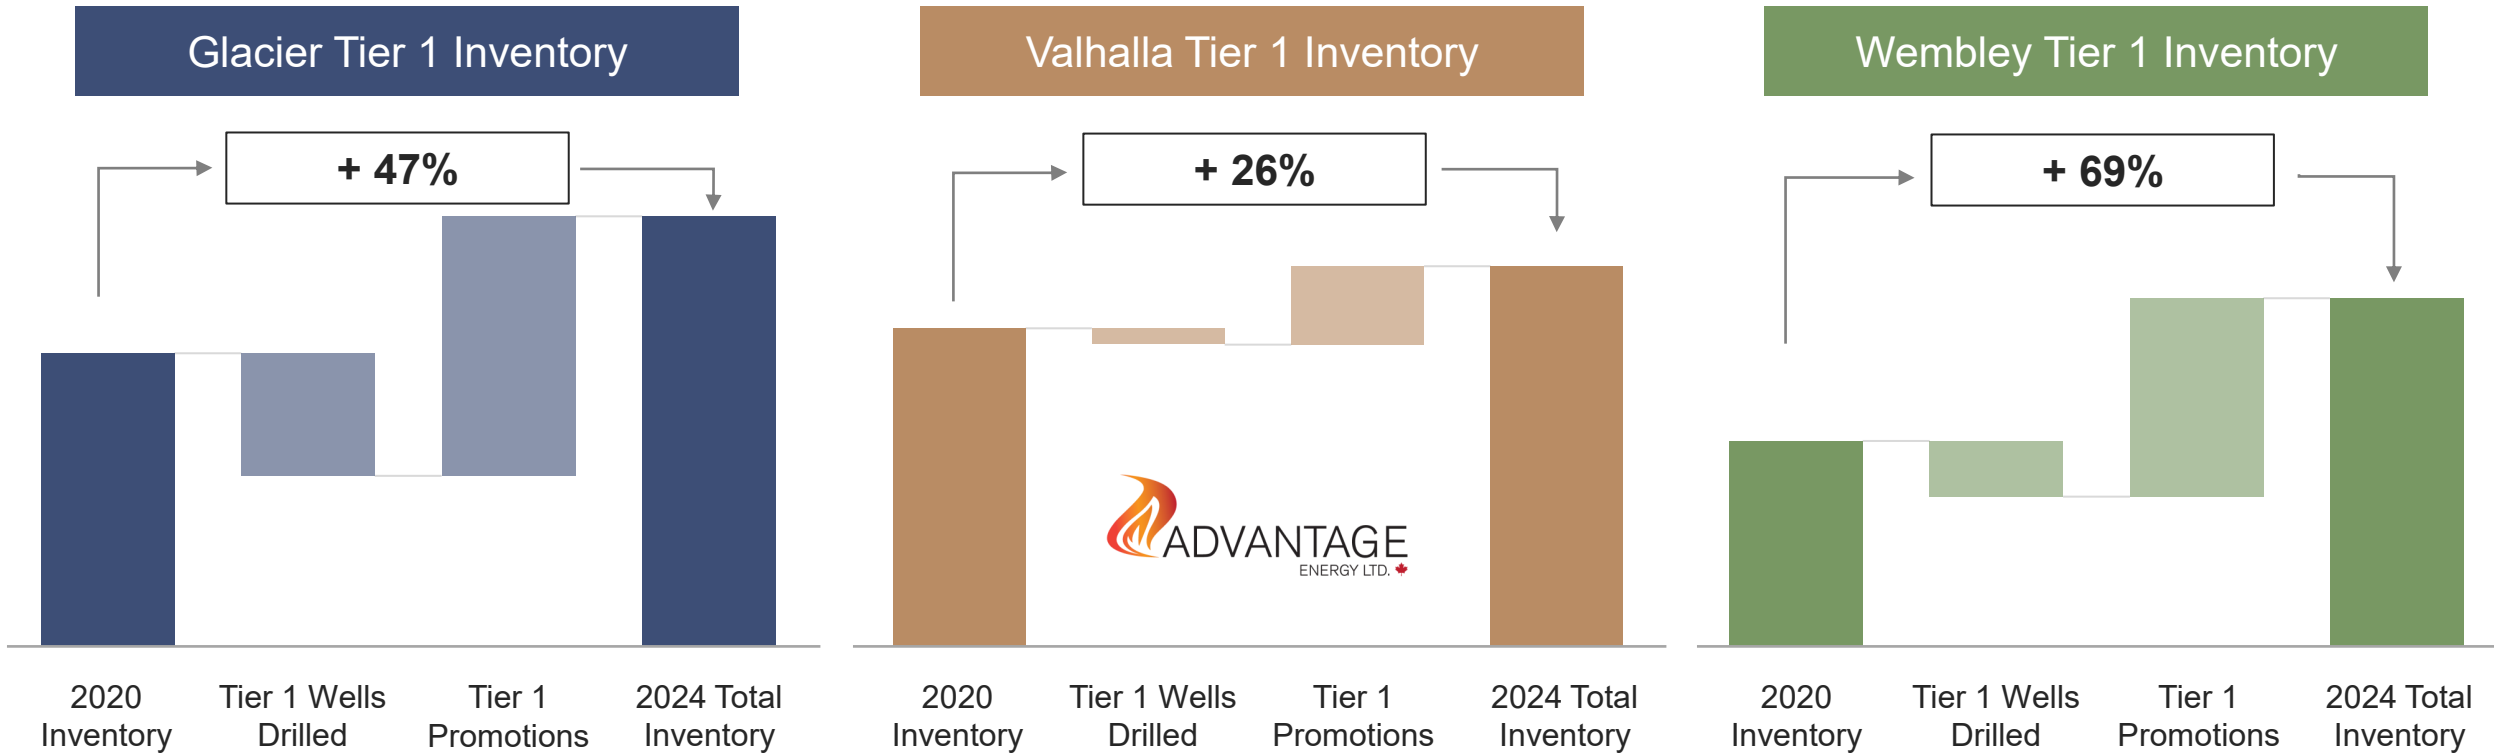 Glacier Tier 1 Inventory
+ 47%
2020
Inventory
Tier 1 Wells
Drilled
Tier 1
Promotions
2024 Total
Inventory
Valhalla Tier 1 Inventory
+ 26%
ADVANTAGE
ENERGY LTD.
2020
Inventory
Tier 1 Wells
Drilled
Tier 1
Promotions
2024 Total
Inventory
Wembley Tier 1 Inventory
+ 69%
2020
Inventory
Tier 1 Wells
Drilled
Tier 1
Promotions
2024 Total
Inventory